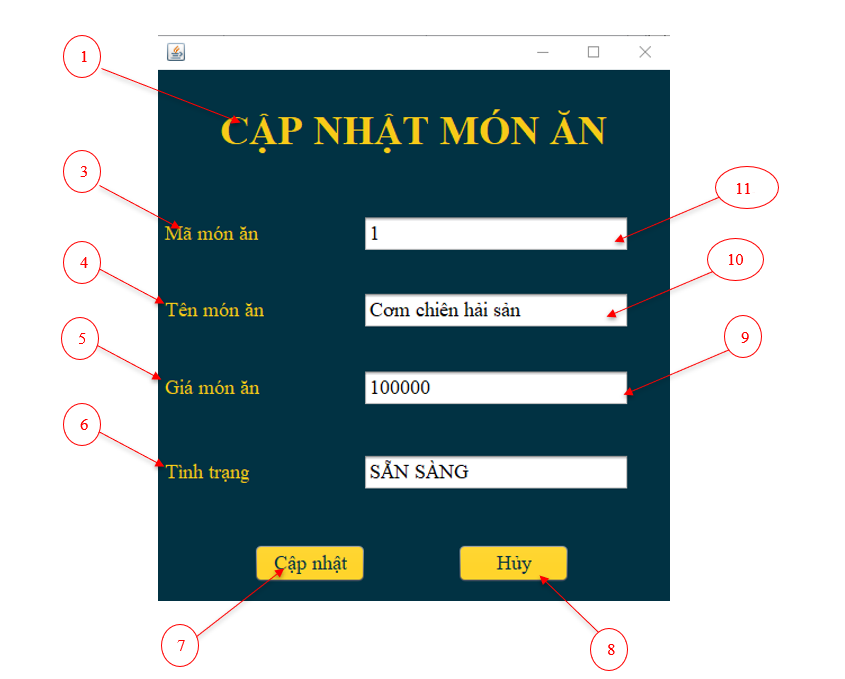 1
CẬP NHẬT MÓN ĂN
3
11
Mã món ăn 1
4
10
Tên món ăn Cơm chiên hải sản
5
9
Giá món ăn 100000
6
Tình trạng SẴN SÀNG
Cập nhật Hủy
7
8